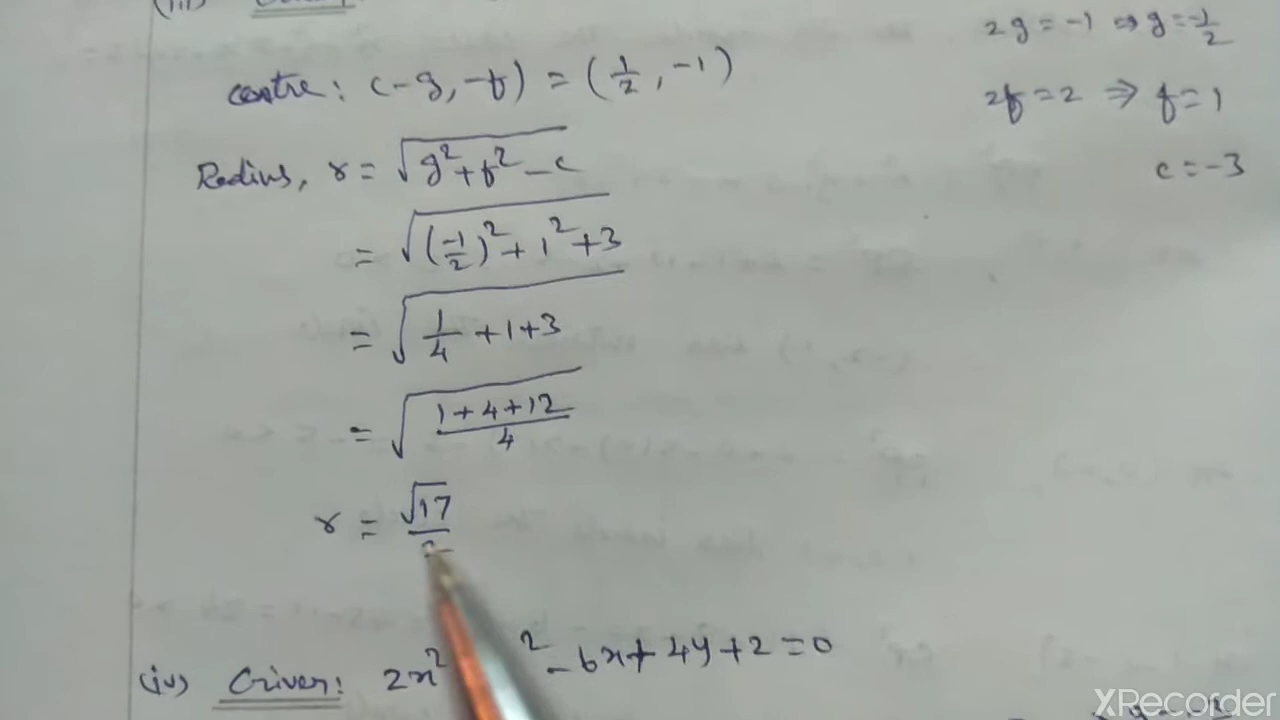 (iii)
2g = -1 ⇒ g = -1/2
centre: (-g, -f) = (1/2, -1)
2f = 2 ⇒ f = 1
Radius, r = √(g² + f² - c
c = -3
= √((-1/2)² + 1² + 3
= √(1/4 + 1 + 3
= √((1 + 4 + 12)/4
r = √17/2
(iv) Given: 2x² ² - 6x + 4y + 2 = 0
XRecorder